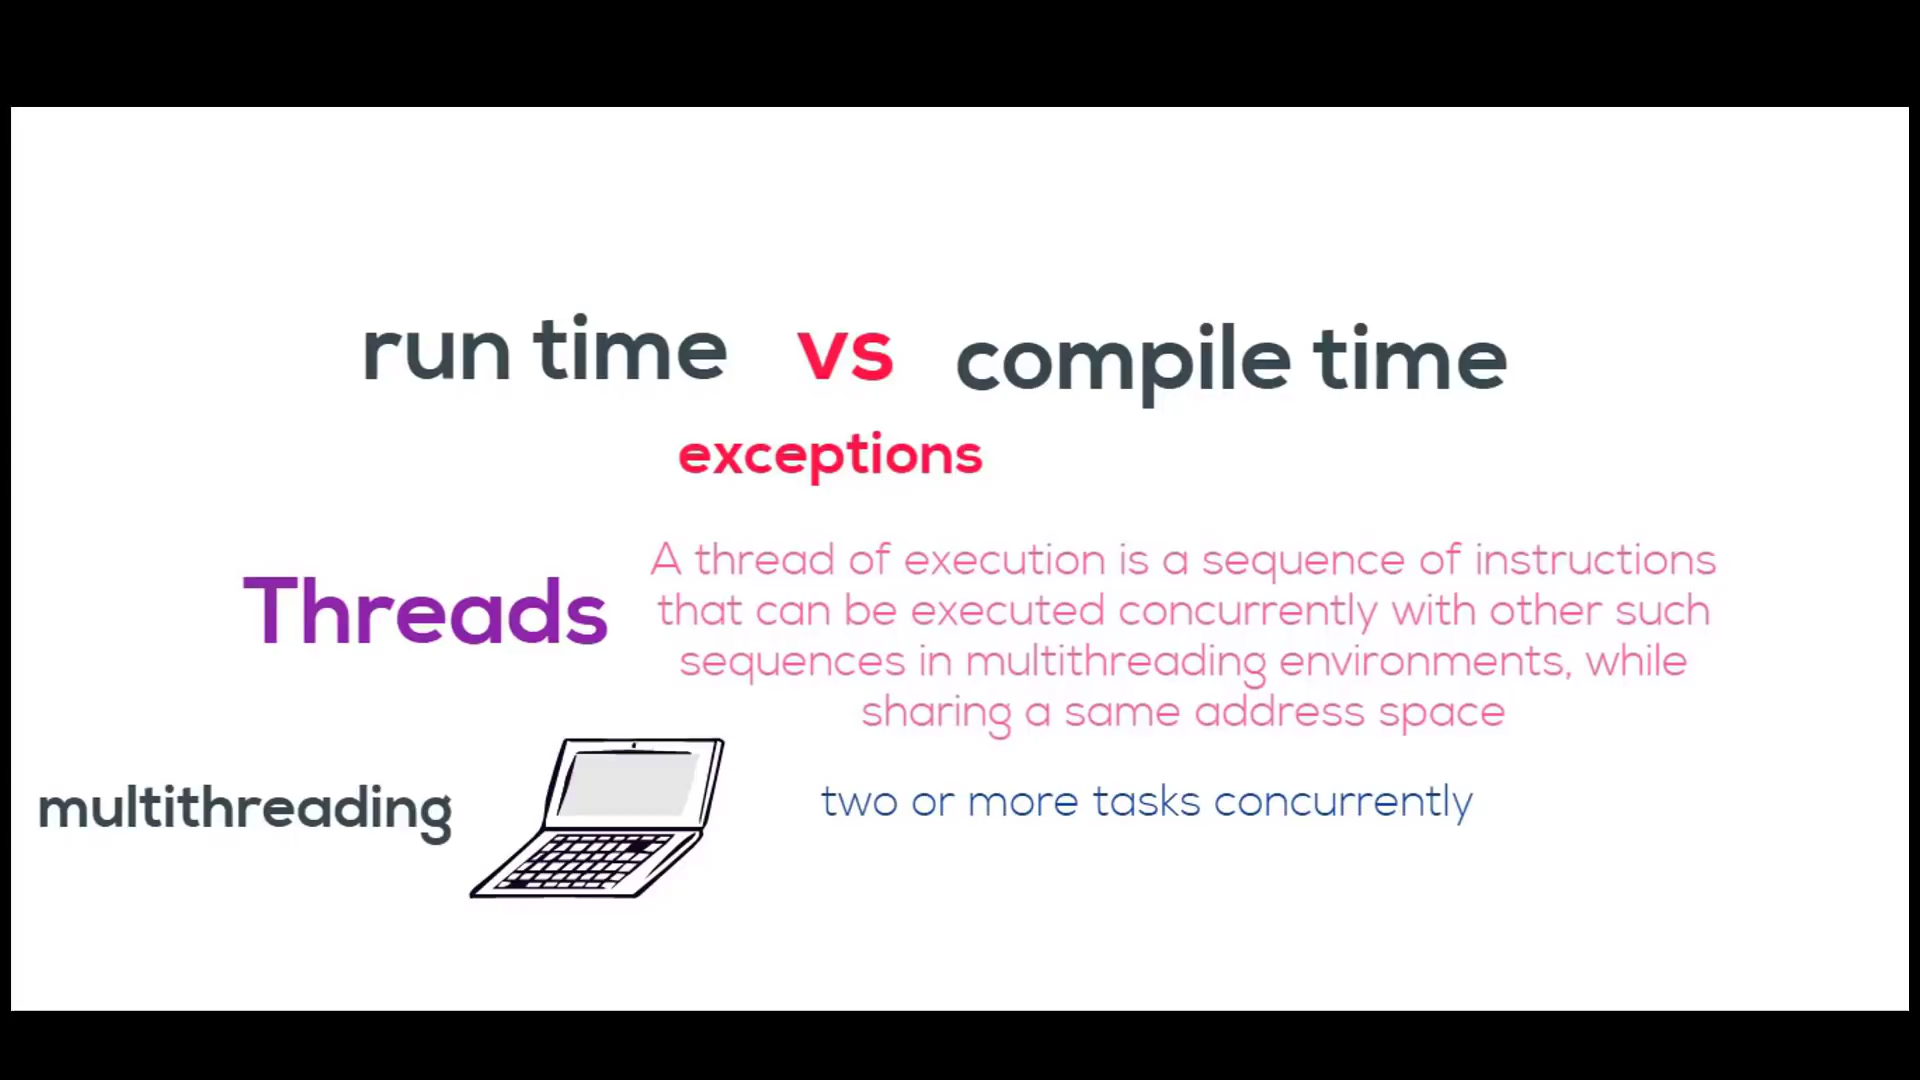 run time vs compile time
exceptions
Threads
A thread of execution is a sequence of instructions
that can be executed concurrently with other such
sequences in multithreading environments, while
sharing a same address space
multithreading
two or more tasks concurrently